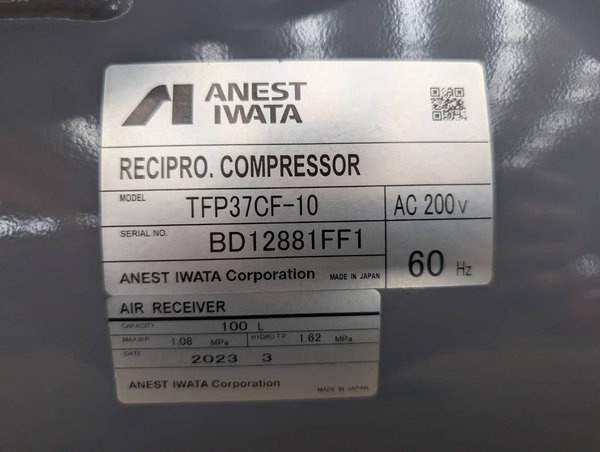 ANEST
IWATA
RECIPRO. COMPRESSOR
MODEL TFP37CF-10 AC 200V
SERIAL NO. BD12881FF1
60 Hz
ANEST IWATA Corporation MADE IN JAPAN
AIR RECEIVER
CAPACITY 100 L
MAX.W.P. 1.08 MPa HYDRO.T.P. 1.62 MPa
DATE 2023 3
ANEST IWATA Corporation MADE IN JAPAN